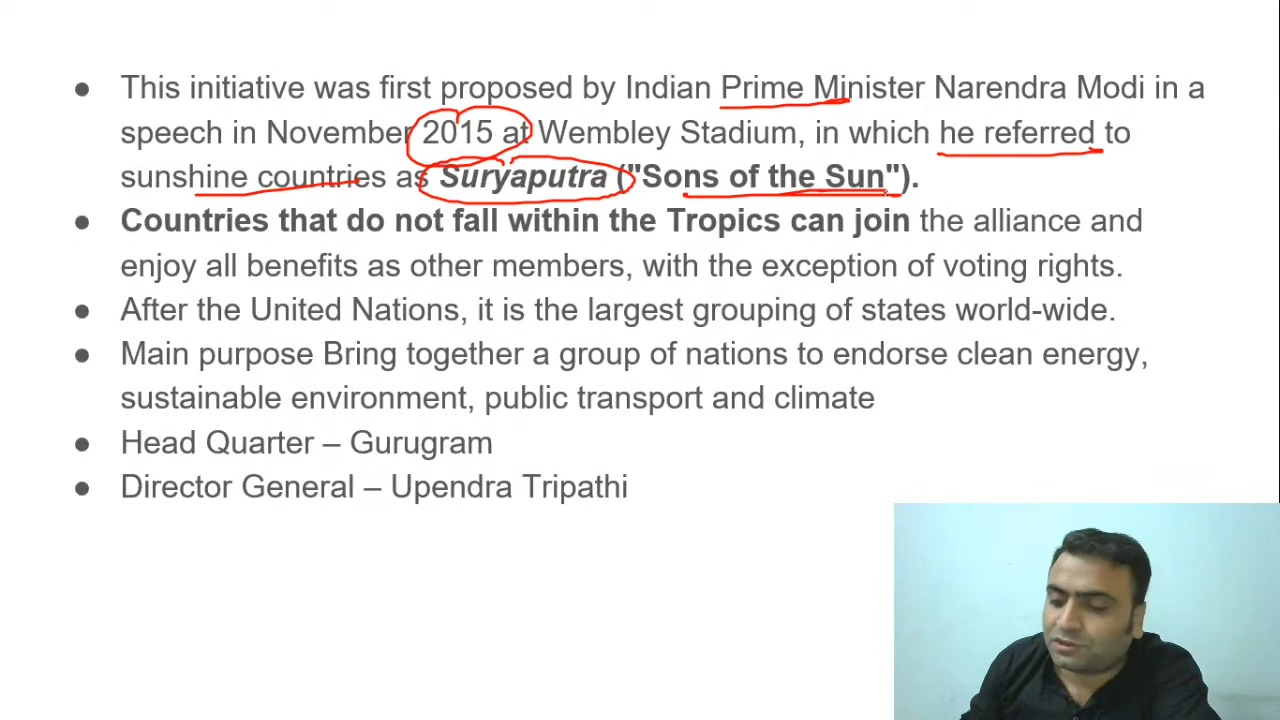 ● This initiative was first proposed by Indian Prime Minister Narendra Modi in a
speech in November 2015 at Wembley Stadium, in which he referred to
sunshine countries as Suryaputra ("Sons of the Sun").
● Countries that do not fall within the Tropics can join the alliance and
enjoy all benefits as other members, with the exception of voting rights.
● After the United Nations, it is the largest grouping of states world-wide.
● Main purpose Bring together a group of nations to endorse clean energy,
sustainable environment, public transport and climate
● Head Quarter – Gurugram
● Director General – Upendra Tripathi